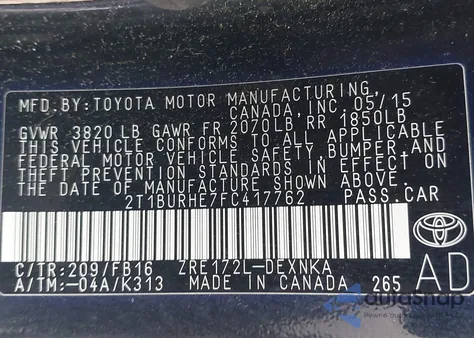 MFD. BY: TOYOTA MOTOR MANUFACTURING,
CANADA, INC. 05/15
GVWR 3820 LB GAWR FR 2070LB RR 1850LB
THIS VEHICLE CONFORMS TO ALL APPLICABLE
FEDERAL MOTOR VEHICLE SAFETY, BUMPER, AND
THEFT PREVENTION STANDARDS IN EFFECT ON
THE DATE OF MANUFACTURE SHOWN ABOVE.
2T1BURHE7FC417762 PASS. CAR
C/TR: 209/FB16 ZRE172L-DEXNKA
A/TM: -04A/K313 MADE IN CANADA 265
AD
autasnap